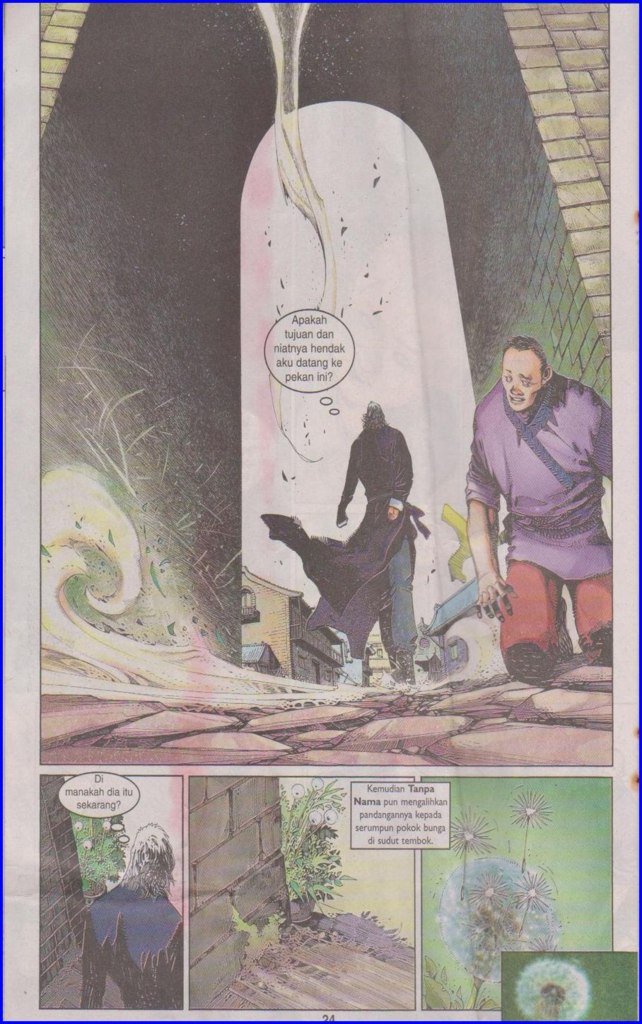 Apakah
tujuan dan
niatnya hendak
aku datang ke
pekan ini?
Di
manakah dia itu
sekarang?
Kemudian Tanpa
Nama pun mengalihkan
pandangannya kepada
serumpun pokok bunga
di sudut tembok.
24